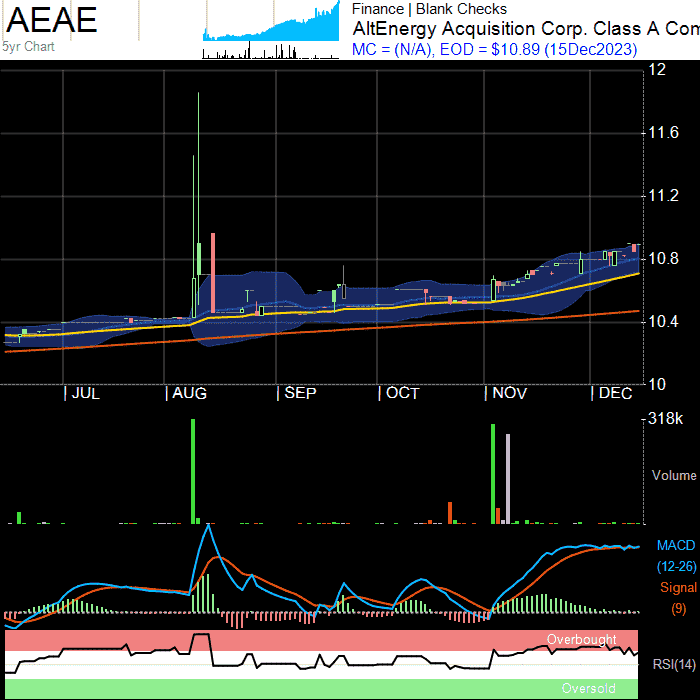 AEAE
5yr Chart
Finance | Blank Checks
AltEnergy Acquisition Corp. Class A Com
MC = (N/A), EOD = $10.89 (15Dec2023)
12
11.6
11.2
10.8
10.4
10
| JUL | AUG | SEP | OCT | NOV | DEC
318k
Volume
MACD
(12-26)
Signal
(9)
Overbought
RSI(14)
Oversold